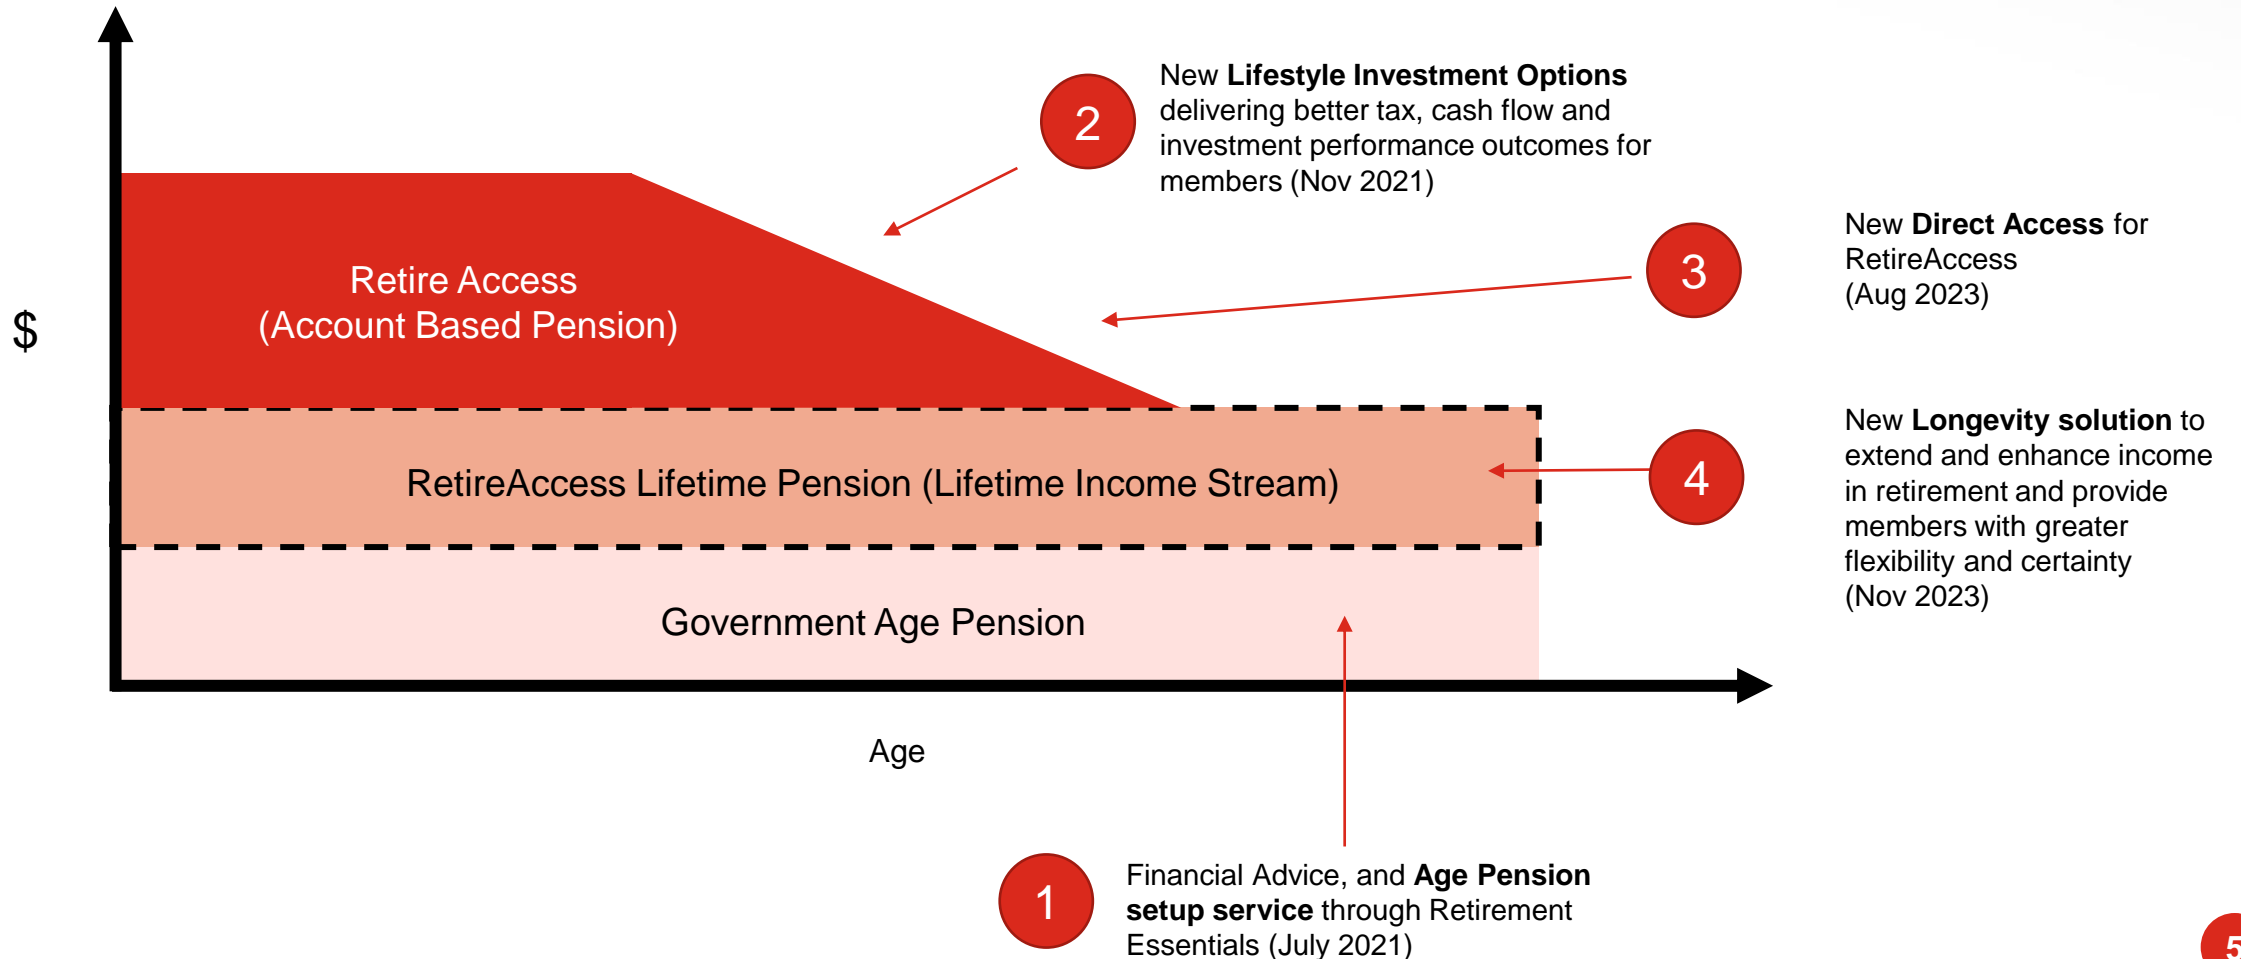 2
New Lifestyle Investment Options
delivering better tax, cash flow and
investment performance outcomes for
members (Nov 2021)
3
New Direct Access for
RetireAccess
(Aug 2023)
Retire Access
(Account Based Pension)
$
4
New Longevity solution to
extend and enhance income
in retirement and provide
members with greater
flexibility and certainty
(Nov 2023)
RetireAccess Lifetime Pension (Lifetime Income Stream)
Government Age Pension
Age
1
Financial Advice, and Age Pension
setup service through Retirement
Essentials (July 2021)
5